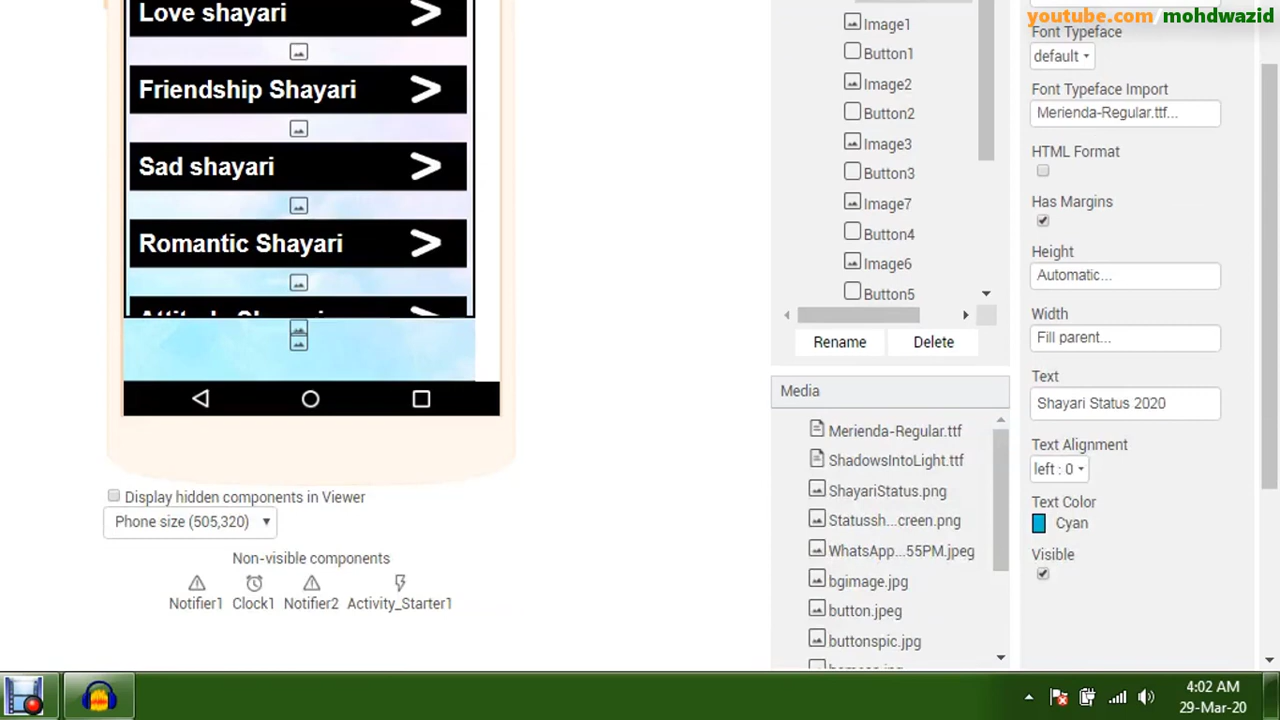 youtube.com/mohdwazid
Love shayari
Friendship Shayari
Sad shayari
Romantic Shayari
Display hidden components in Viewer
Phone size (505,320)
Non-visible components
Notifier1 Clock1 Notifier2 Activity_Starter1
Image1
Button1
Image2
Button2
Image3
Button3
Image7
Button4
Image6
Button5
Rename Delete
Media
Merienda-Regular.ttf
ShadowsIntoLight.ttf
ShayariStatus.png
Statussh...creen.png
WhatsApp...55PM.jpeg
bgimage.jpg
button.jpeg
buttonspic.jpg
Font Typeface
default
Font Typeface Import
Merienda-Regular.ttf...
HTML Format
Has Margins
Height
Automatic...
Width
Fill parent...
Text
Shayari Status 2020
Text Alignment
left : 0
Text Color
Cyan
Visible
4:02 AM
29-Mar-20